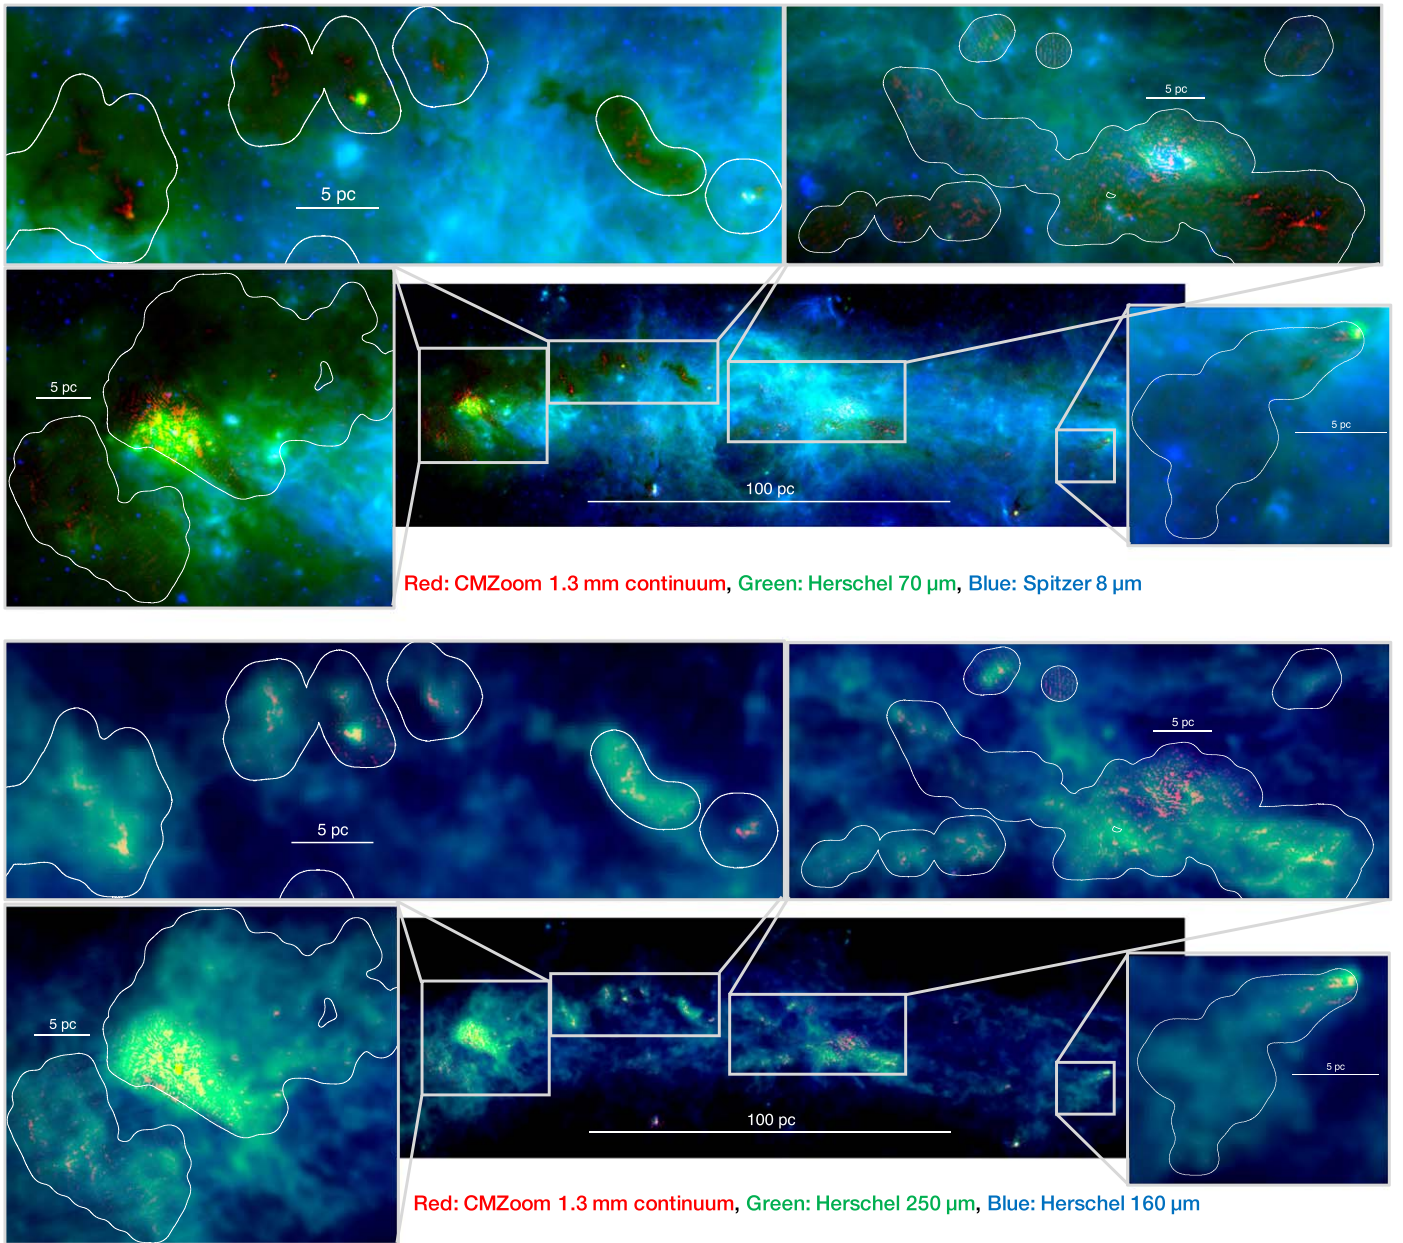 5 pc
5 pc
5 pc
5 pc
100 pc
Red: CMZoom 1.3 mm continuum, Green: Herschel 70 µm, Blue: Spitzer 8 µm
5 pc
5 pc
5 pc
5 pc
100 pc
Red: CMZoom 1.3 mm continuum, Green: Herschel 250 µm, Blue: Herschel 160 µm